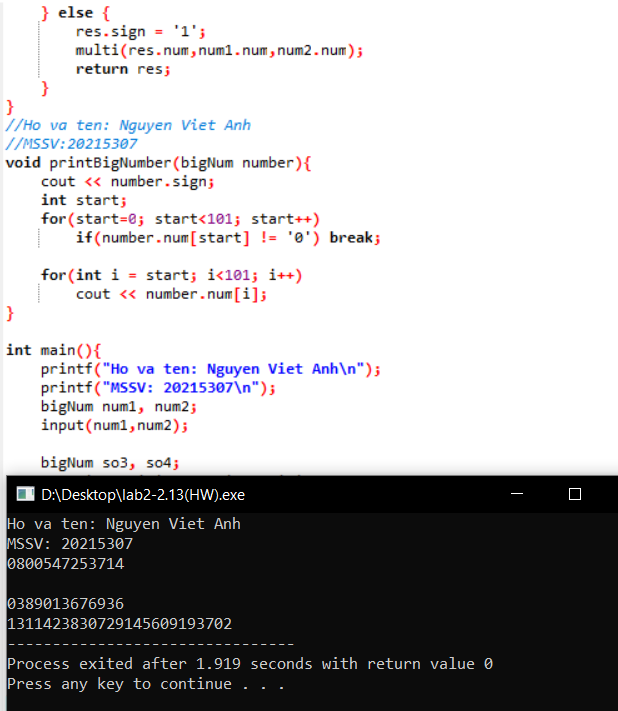 } else {
res.sign = '1';
multi(res.num,num1.num,num2.num);
return res;
}
}
//Ho va ten: Nguyen Viet Anh
//MSSV:20215307
void printBigNumber(bigNum number){
cout << number.sign;
int start;
for(start=0; start<101; start++)
if(number.num[start] != '0') break;
for(int i = start; i<101; i++)
cout << number.num[i];
}
int main(){
printf("Ho va ten: Nguyen Viet Anh\n");
printf("MSSV: 20215307\n");
bigNum num1, num2;
input(num1,num2);
bigNum so3, so4;
D:\Desktop\lab2-2.13(HW).exe
Ho va ten: Nguyen Viet Anh
MSSV: 20215307
0800547253714
0389013676936
1311423830729145609193702
--------------------------------
Process exited after 1.919 seconds with return value 0
Press any key to continue . . .